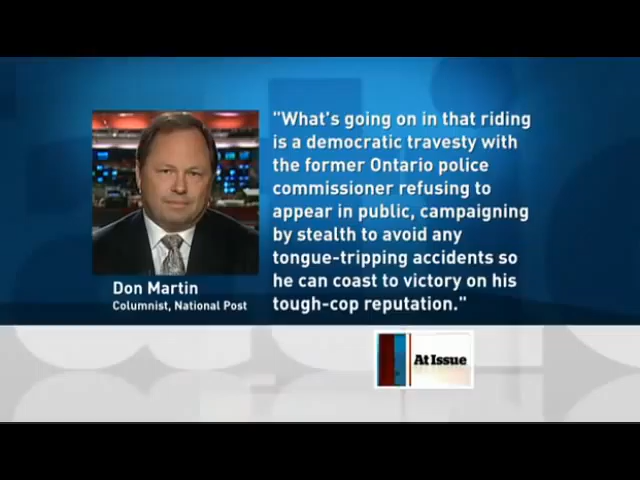 "What's going on in that riding
is a democratic travesty with
the former Ontario police
commissioner refusing to
appear in public, campaigning
by stealth to avoid any
tongue-tripping accidents so
he can coast to victory on his
tough-cop reputation."
Don Martin
Columnist, National Post
At Issue